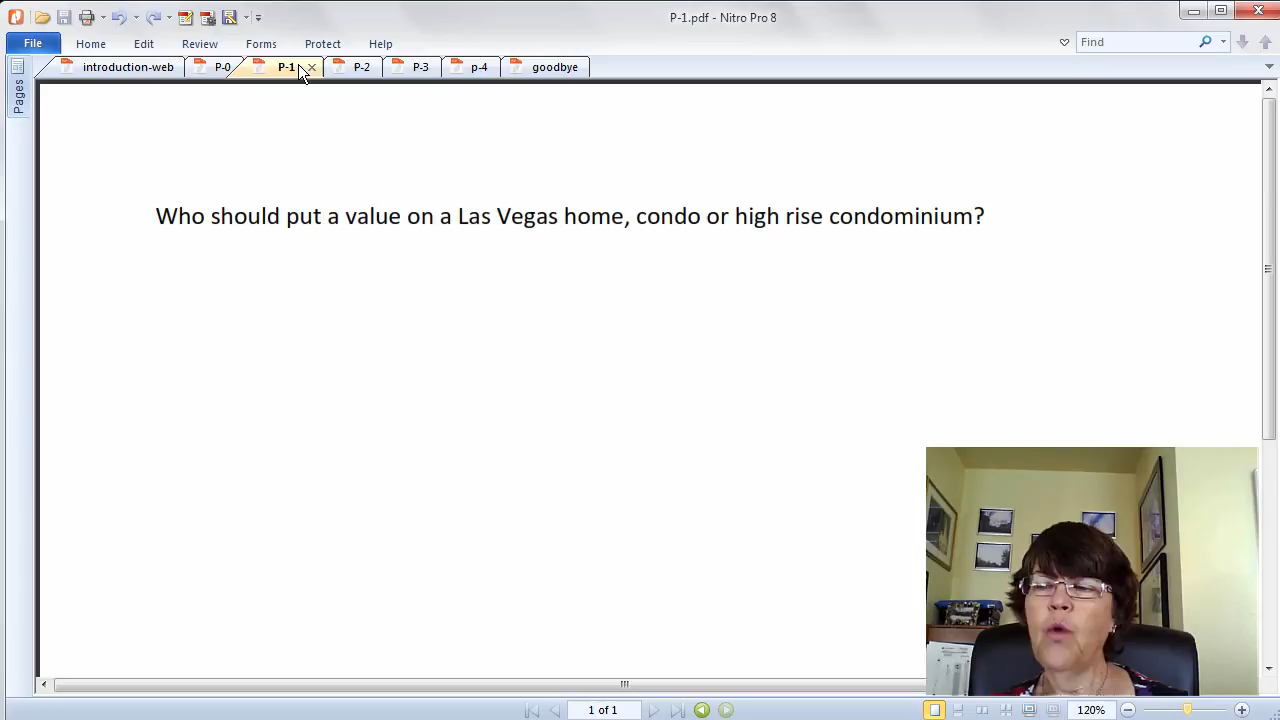 P-1.pdf - Nitro Pro 8
File Home Edit Review Forms Protect Help Find
introduction-web P-0 P-1 P-2 P-3 p-4 goodbye
Pages
Who should put a value on a Las Vegas home, condo or high rise condominium?
1 of 1 120%